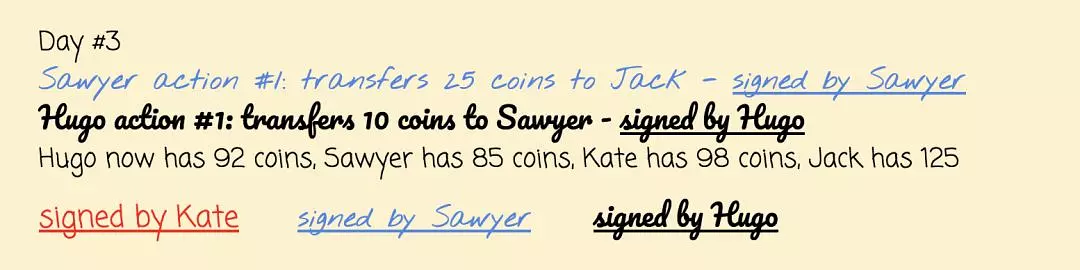 Day #3
Sawyer action #1: transfers 25 coins to Jack - signed by Sawyer
Hugo action #1: transfers 10 coins to Sawyer - signed by Hugo
Hugo now has 92 coins, Sawyer has 85 coins, Kate has 98 coins, Jack has 125
signed by Kate signed by Sawyer signed by Hugo